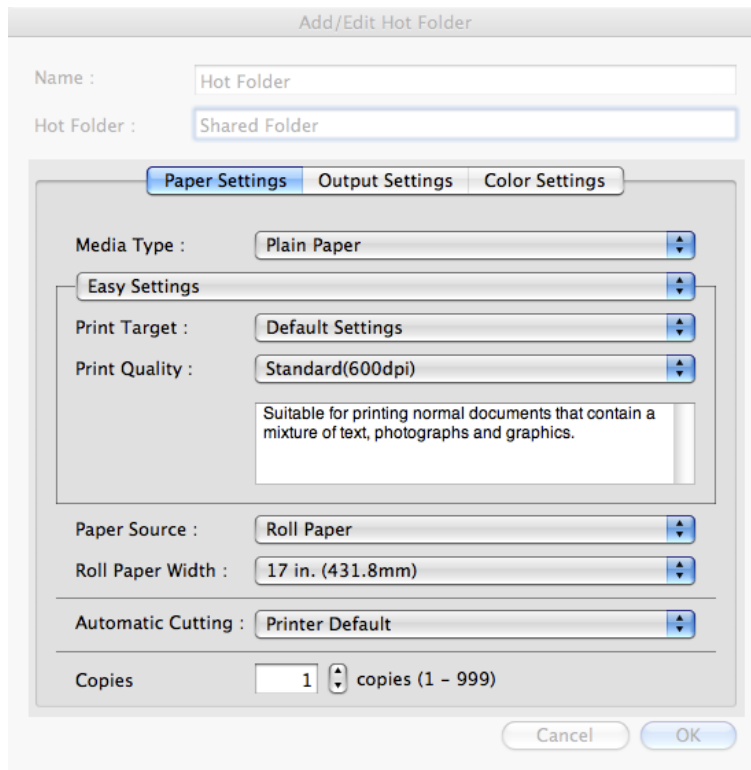 Add/Edit Hot Folder
Name : Hot Folder
Hot Folder : Shared Folder
Paper Settings Output Settings Color Settings
Media Type : Plain Paper
Easy Settings
Print Target : Default Settings
Print Quality : Standard(600dpi)
Suitable for printing normal documents that contain a
mixture of text, photographs and graphics.
Paper Source : Roll Paper
Roll Paper Width : 17 in. (431.8mm)
Automatic Cutting : Printer Default
Copies 1 copies (1 – 999)
Cancel OK